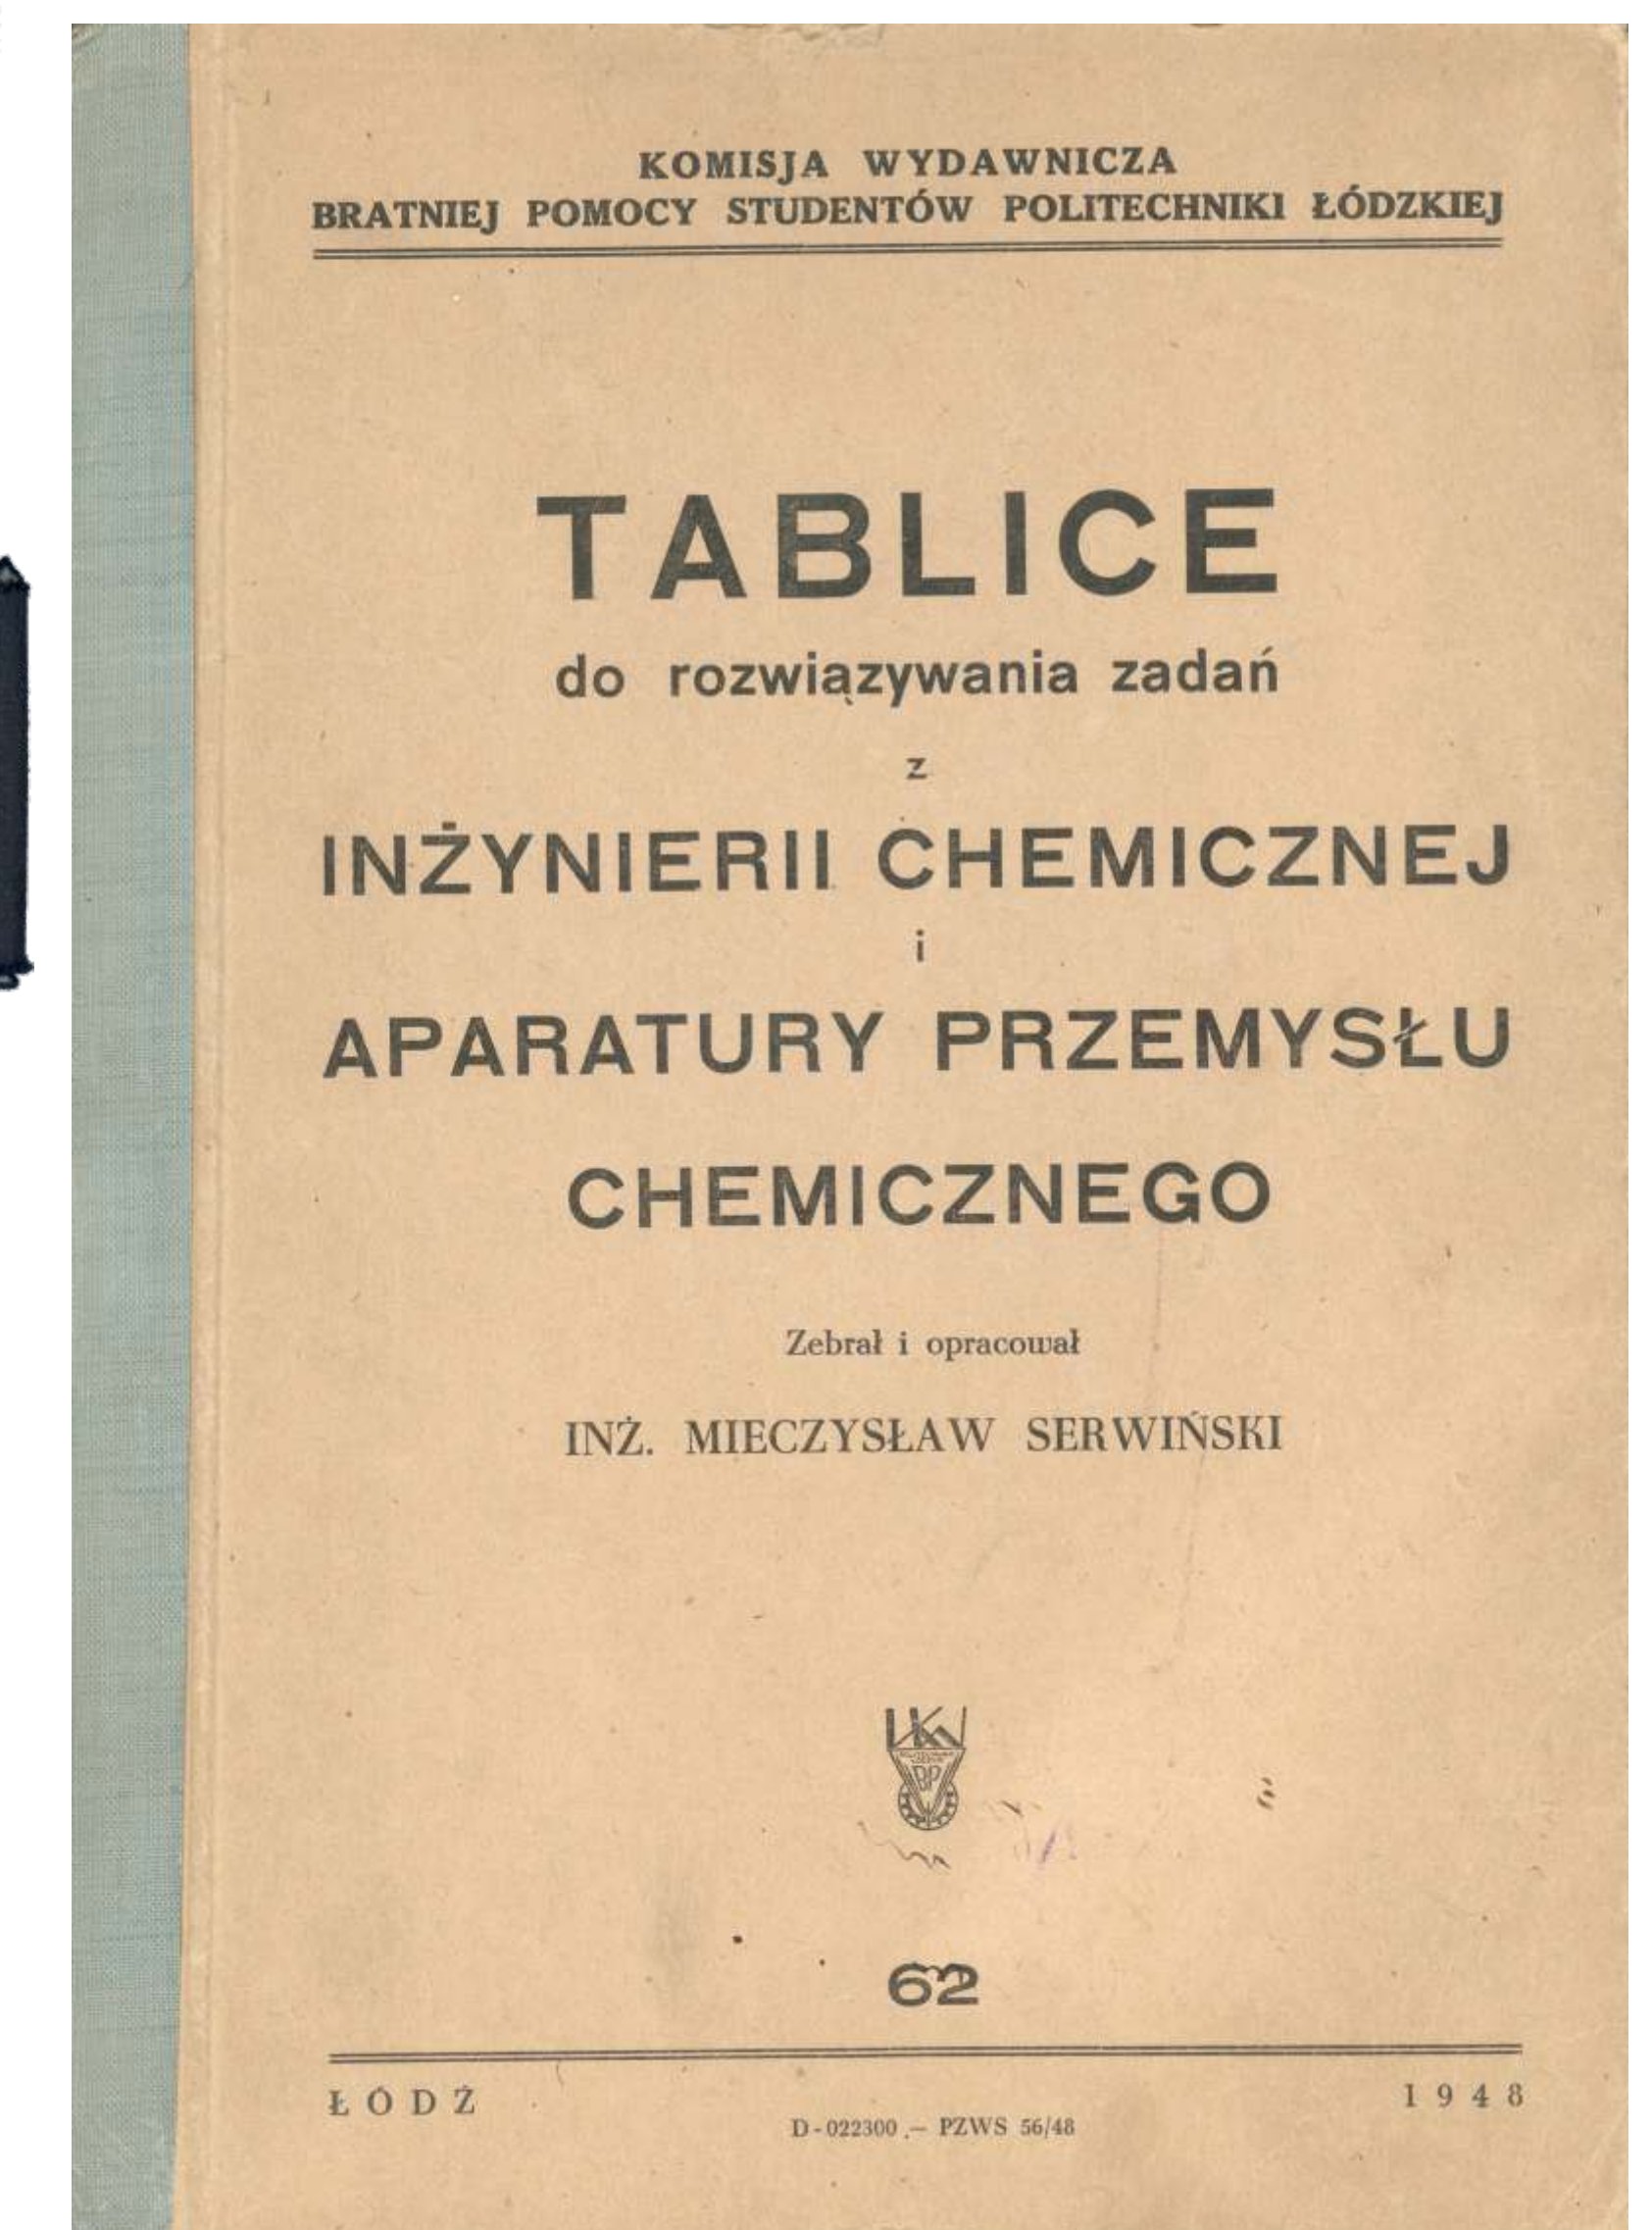 KOMISJA WYDAWNICZA
BRATNIEJ POMOCY STUDENTÓW POLITECHNIKI ŁÓDZKIEJ
TABLICE
do rozwiązywania zadań
z
INŻYNIERII CHEMICZNEJ
i
APARATURY PRZEMYSŁU
CHEMICZNEGO
Zebrał i opracował
INŻ. MIECZYSŁAW SERWIŃSKI
BP
62
ŁÓDŹ 1948
D-022300 – PZWS 56/48